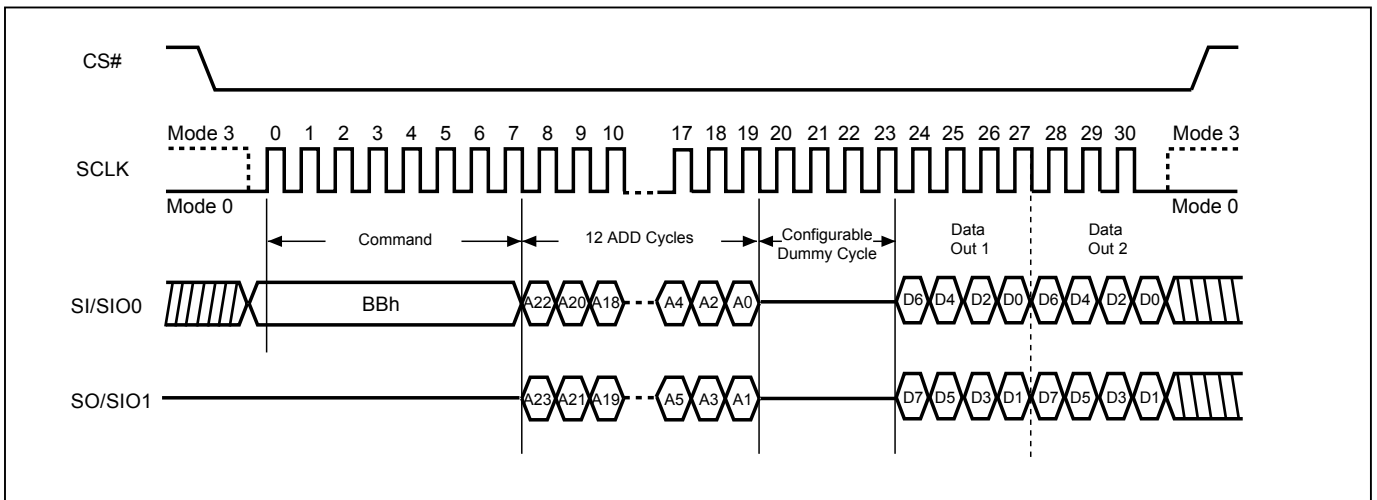 CS#
Mode 3 0 1 2 3 4 5 6 7 8 9 10 17 18 19 20 21 22 23 24 25 26 27 28 29 30 Mode 3
SCLK
Mode 0 Mode 0
Command 12 ADD Cycles Configurable Dummy Cycle Data Out 1 Data Out 2
SI/SIO0 BBh A22 A20 A18 A4 A2 A0 D6 D4 D2 D0 D6 D4 D2 D0
SO/SIO1 A23 A21 A19 A5 A3 A1 D7 D5 D3 D1 D7 D5 D3 D1